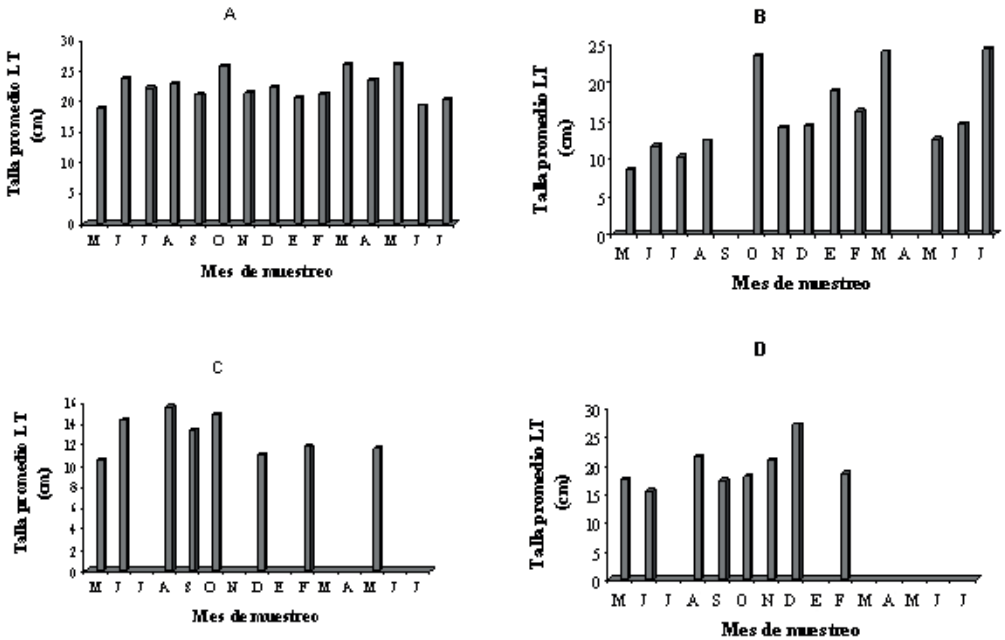 A
Talla promedio LT
(cm)
30
25
20
15
10
5
0
M J J A S O N D E F M A M J J
Mes de muestreo
B
Talla promedio LT
(cm)
25
20
15
10
5
0
M J J A S O N D E F M A M J J
Mes de muestreo
C
Talla promedio LT
(cm)
16
14
12
10
8
6
4
2
0
M J J A S O N D E F M A M J J
Mes de muestreo
D
Talla promedio LT
(cm)
30
25
20
15
10
5
0
M J J A S O N D E F M A M J J
Mes de muestreo